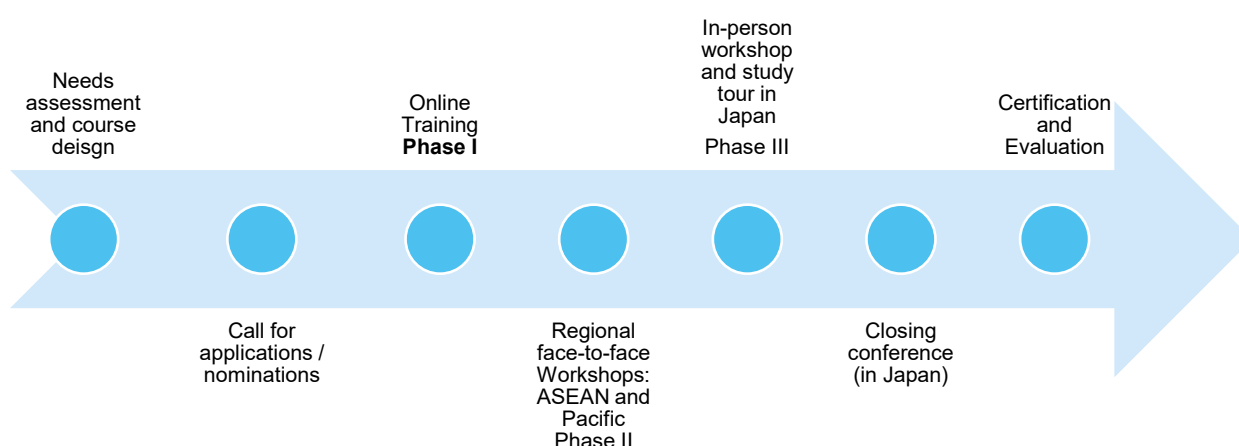 Needs
assessment
and course
deisgn
Call for
applications /
nominations
Online
Training
Phase I
Regional
face-to-face
Workshops:
ASEAN and
Pacific
Phase II
In-person
workshop
and study
tour in
Japan
Phase III
Closing
conference
(in Japan)
Certification
and
Evaluation